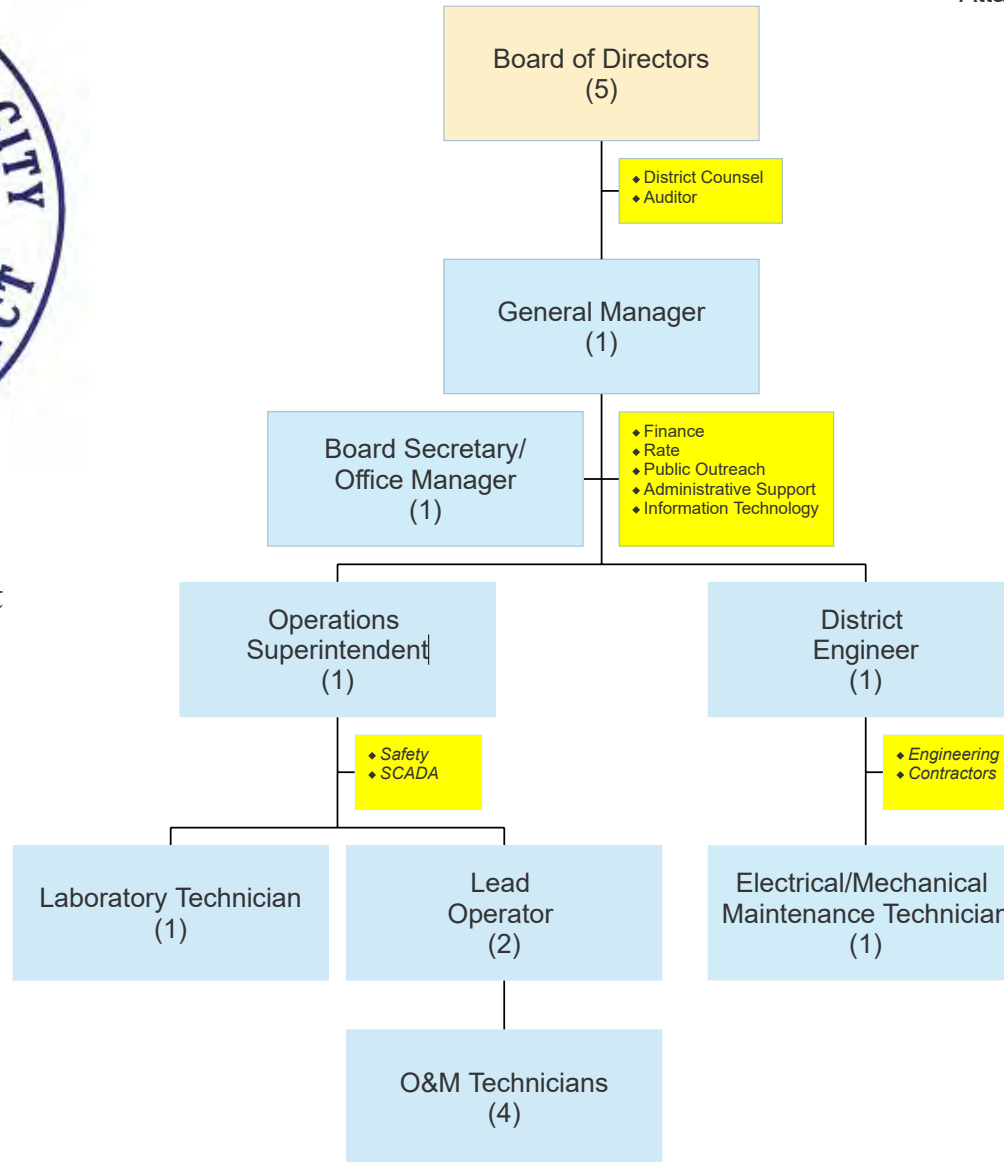 CITY
Board of Directors
(5)
◆ District Counsel
◆ Auditor
General Manager
(1)
Board Secretary/
Office Manager
(1)
◆ Finance
◆ Rate
◆ Public Outreach
◆ Administrative Support
◆ Information Technology
Operations
Superintendent
(1)
District
Engineer
(1)
◆ Safety
◆ SCADA
◆ Engineering
◆ Contractors
Laboratory Technician
(1)
Lead
Operator
(2)
Electrical/Mechanical
Maintenance Technician
(1)
O&M Technicians
(4)